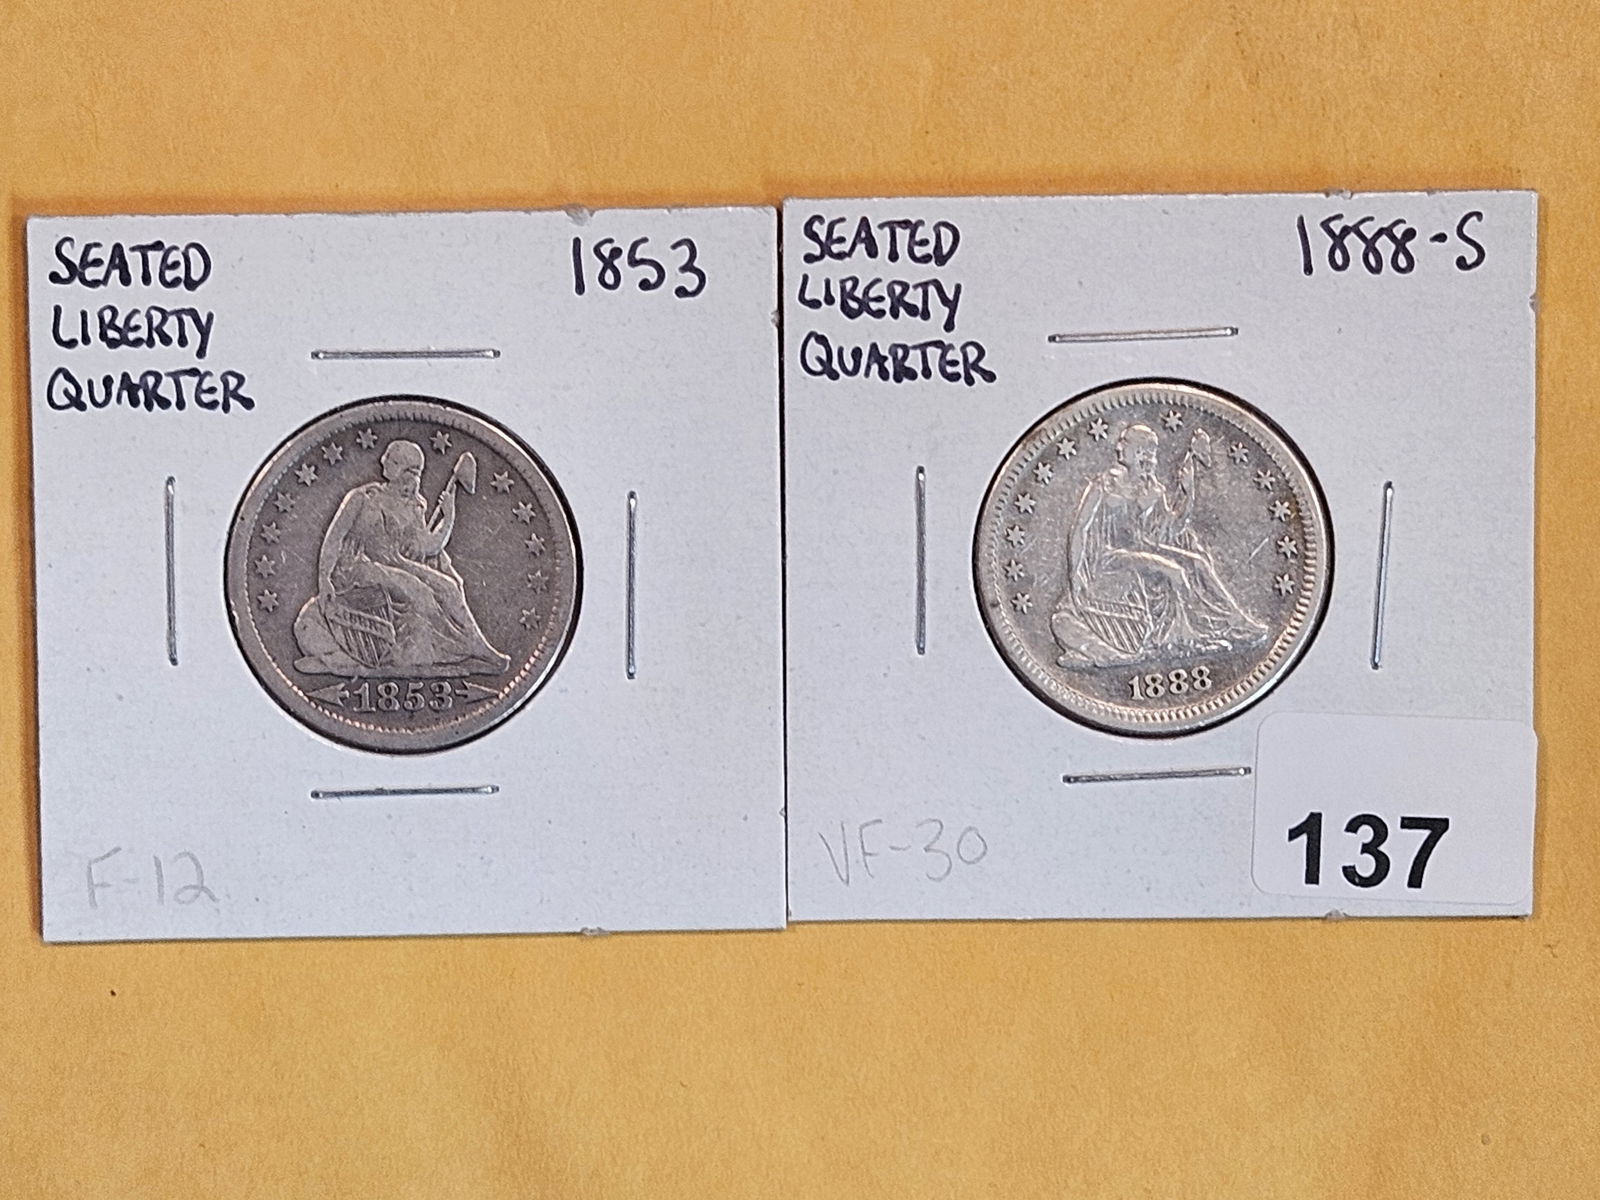 SEATED
LIBERTY
QUARTER
1853
1853
F-12
SEATED
LIBERTY
QUARTER
1888-S
1888
VF-30
137